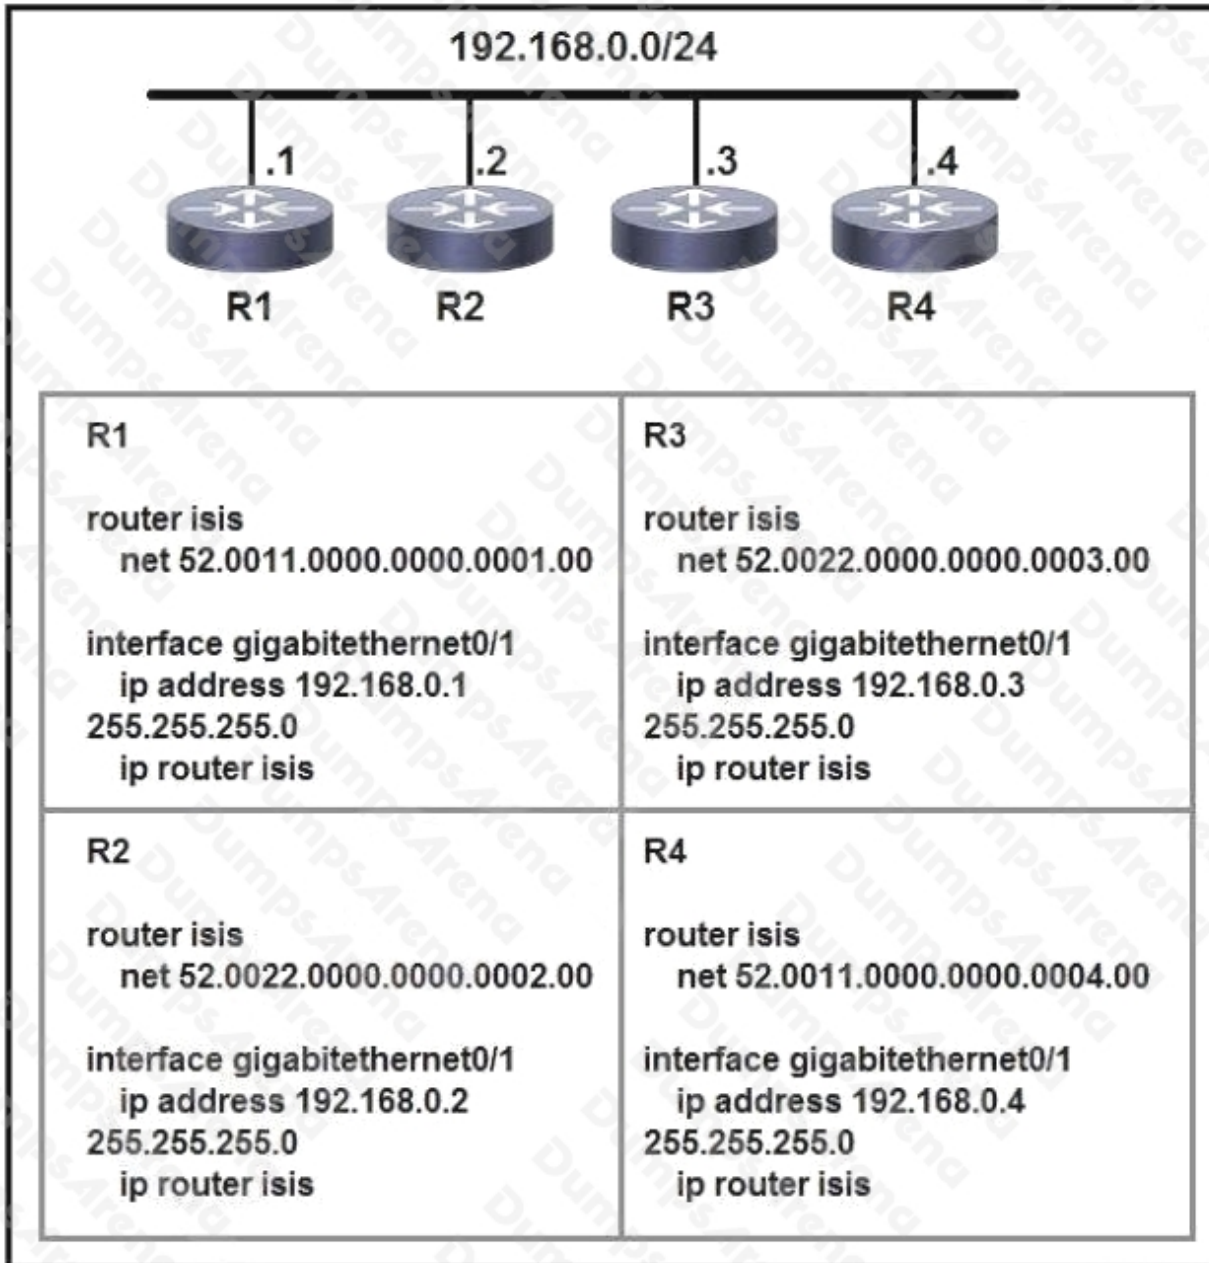 192.168.0.0/24
.1
.2
.3
.4
R1
R2
R3
R4
R1
router isis
net 52.0011.0000.0000.0001.00
interface gigabitethernet0/1
ip address 192.168.0.1
255.255.255.0
ip router isis
R3
router isis
net 52.0022.0000.0000.0003.00
interface gigabitethernet0/1
ip address 192.168.0.3
255.255.255.0
ip router isis
R2
router isis
net 52.0022.0000.0000.0002.00
interface gigabitethernet0/1
ip address 192.168.0.2
255.255.255.0
ip router isis
R4
router isis
net 52.0011.0000.0000.0004.00
interface gigabitethernet0/1
ip address 192.168.0.4
255.255.255.0
ip router isis
DumpsArena